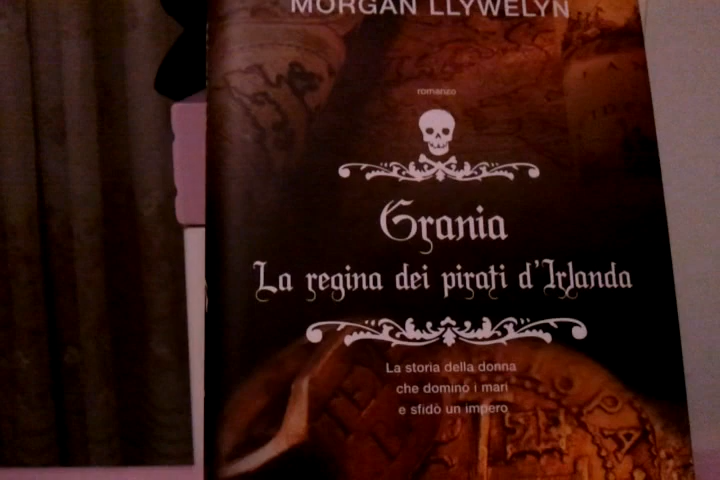 MORGAN LLYWELYN
romanzo
Grania
La regina dei pirati d'Irlanda
La storia della donna
che dominò i mari
e sfidò un impero